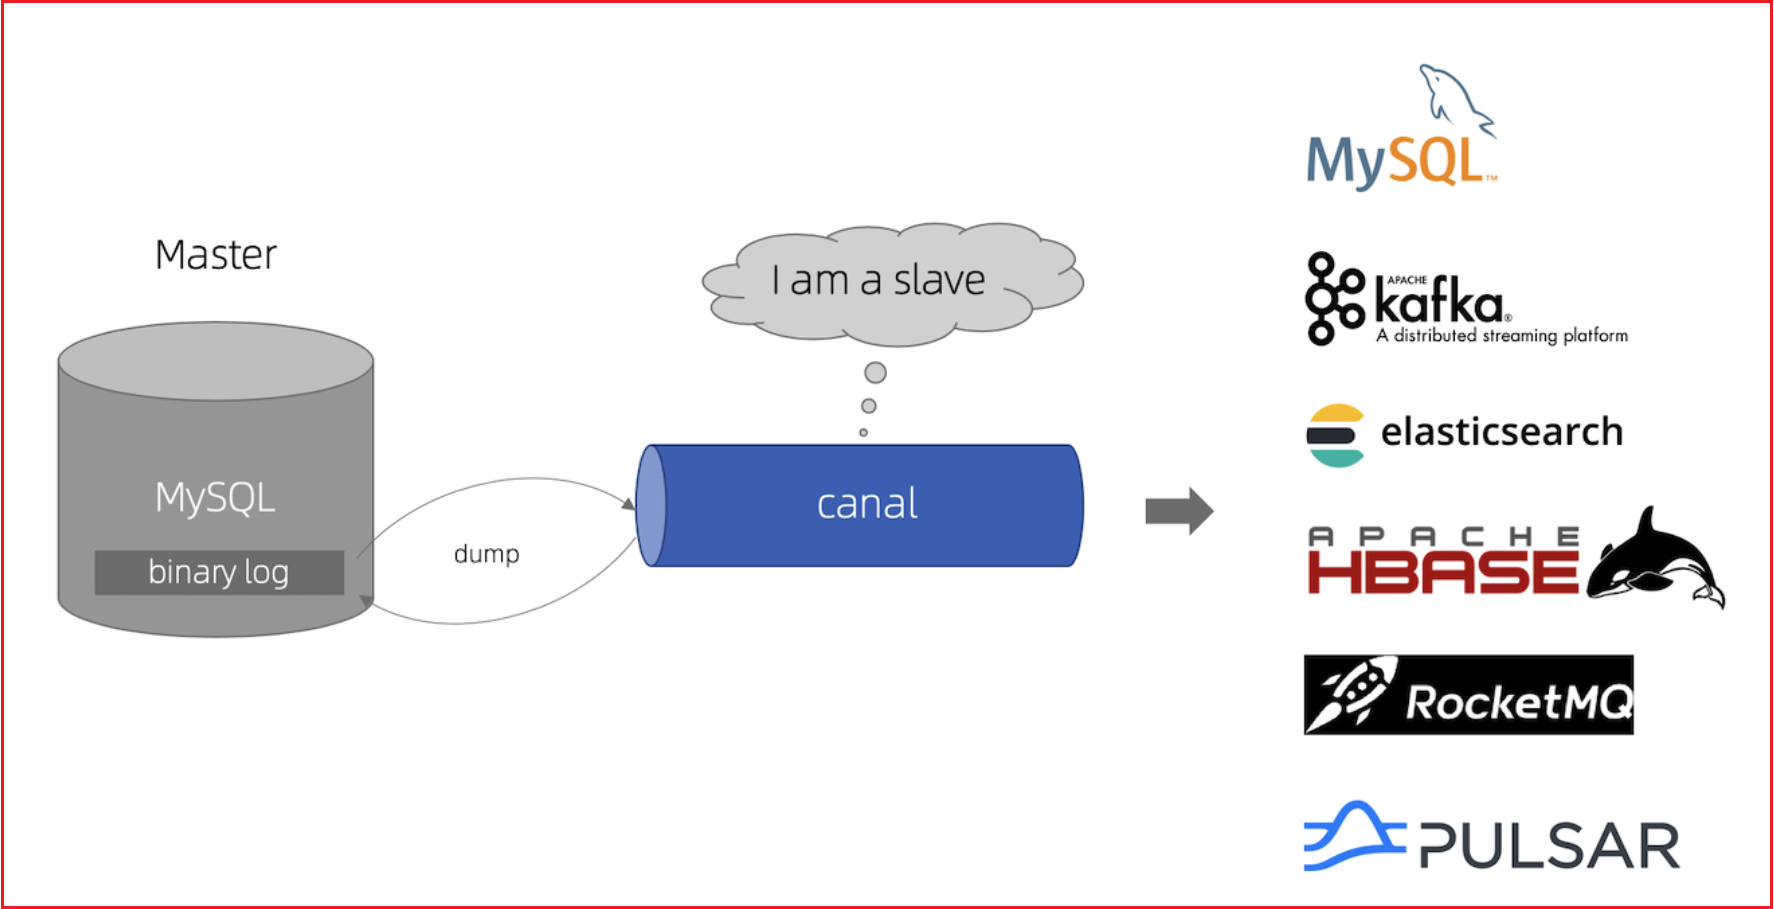 Master
MySQL
binary log
dump
I am a slave
canal
MySQL™
APACHE
kafka®
A distributed streaming platform
elasticsearch
APACHE
HBASE
RocketMQ
PULSAR